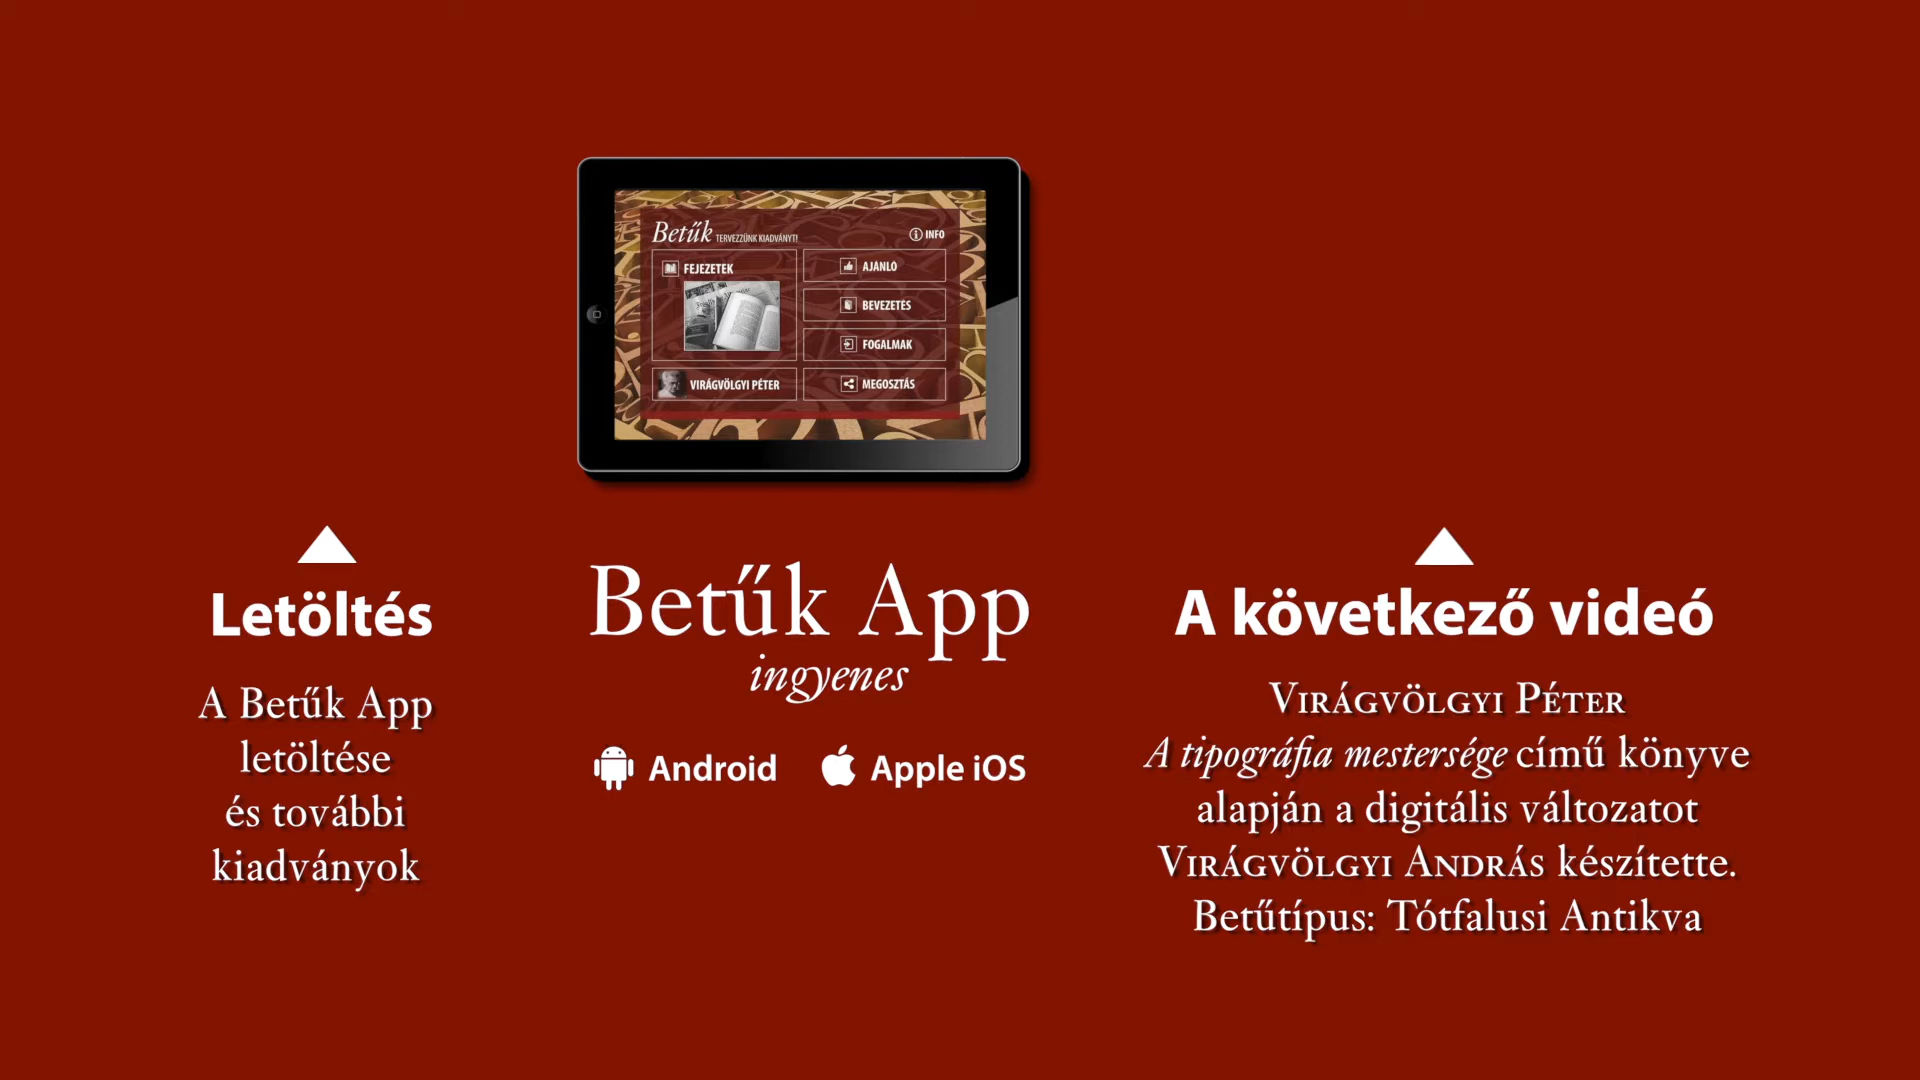 Betűk TERVEZZÜNK KIADVÁNYT!
INFO
FEJEZETEK
VIRÁGVÖLGYI PÉTER
AJÁNLÓ
BEVEZETÉS
FOGALMAK
MEGOSZTÁS
Letöltés
A Betűk App
letöltése
és további
kiadványok
Betűk App
ingyenes
Android
Apple iOS
A következő videó
VIRÁGVÖLGYI PÉTER
A tipográfia mestersége című könyve
alapján a digitális változatot
VIRÁGVÖLGYI ANDRÁS készítette.
Betűtípus: Tótfalusi Antikva